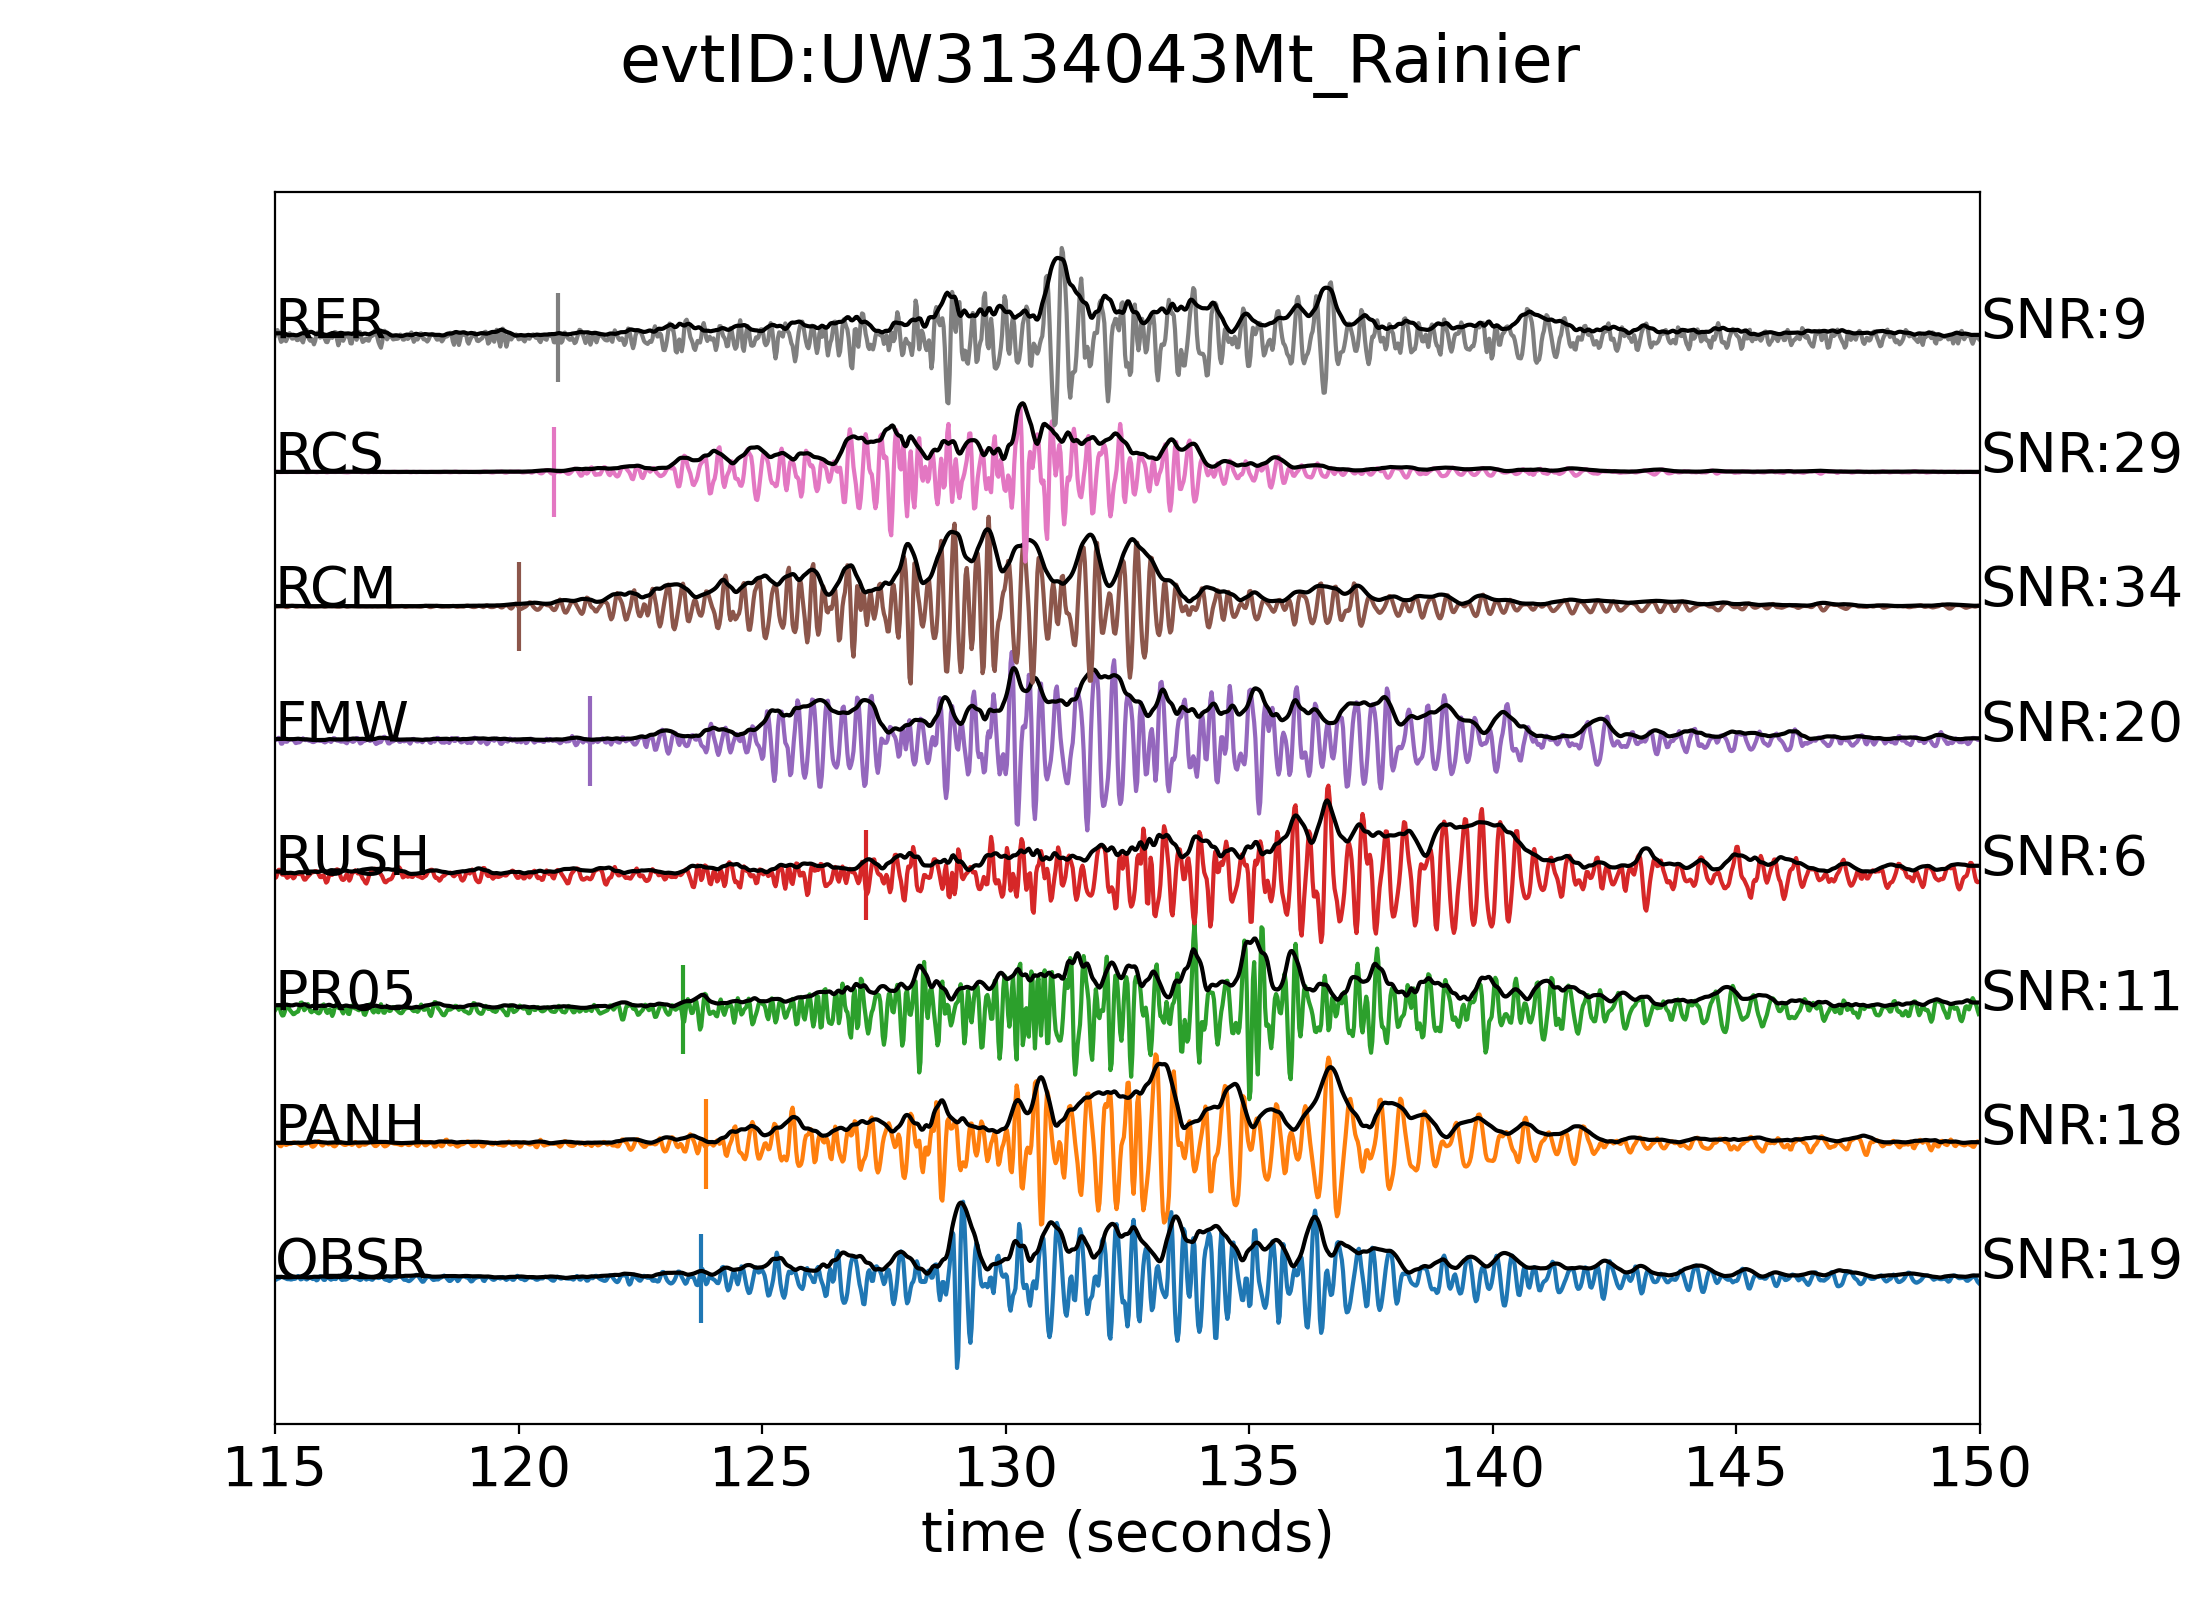 evtID:UW3134043Mt_Rainier
RER SNR:9
RCS SNR:29
RCM SNR:34
FMW SNR:20
RUSH SNR:6
PR05 SNR:11
PANH SNR:18
OBSR SNR:19
115 120 125 130 135 140 145 150
time (seconds)